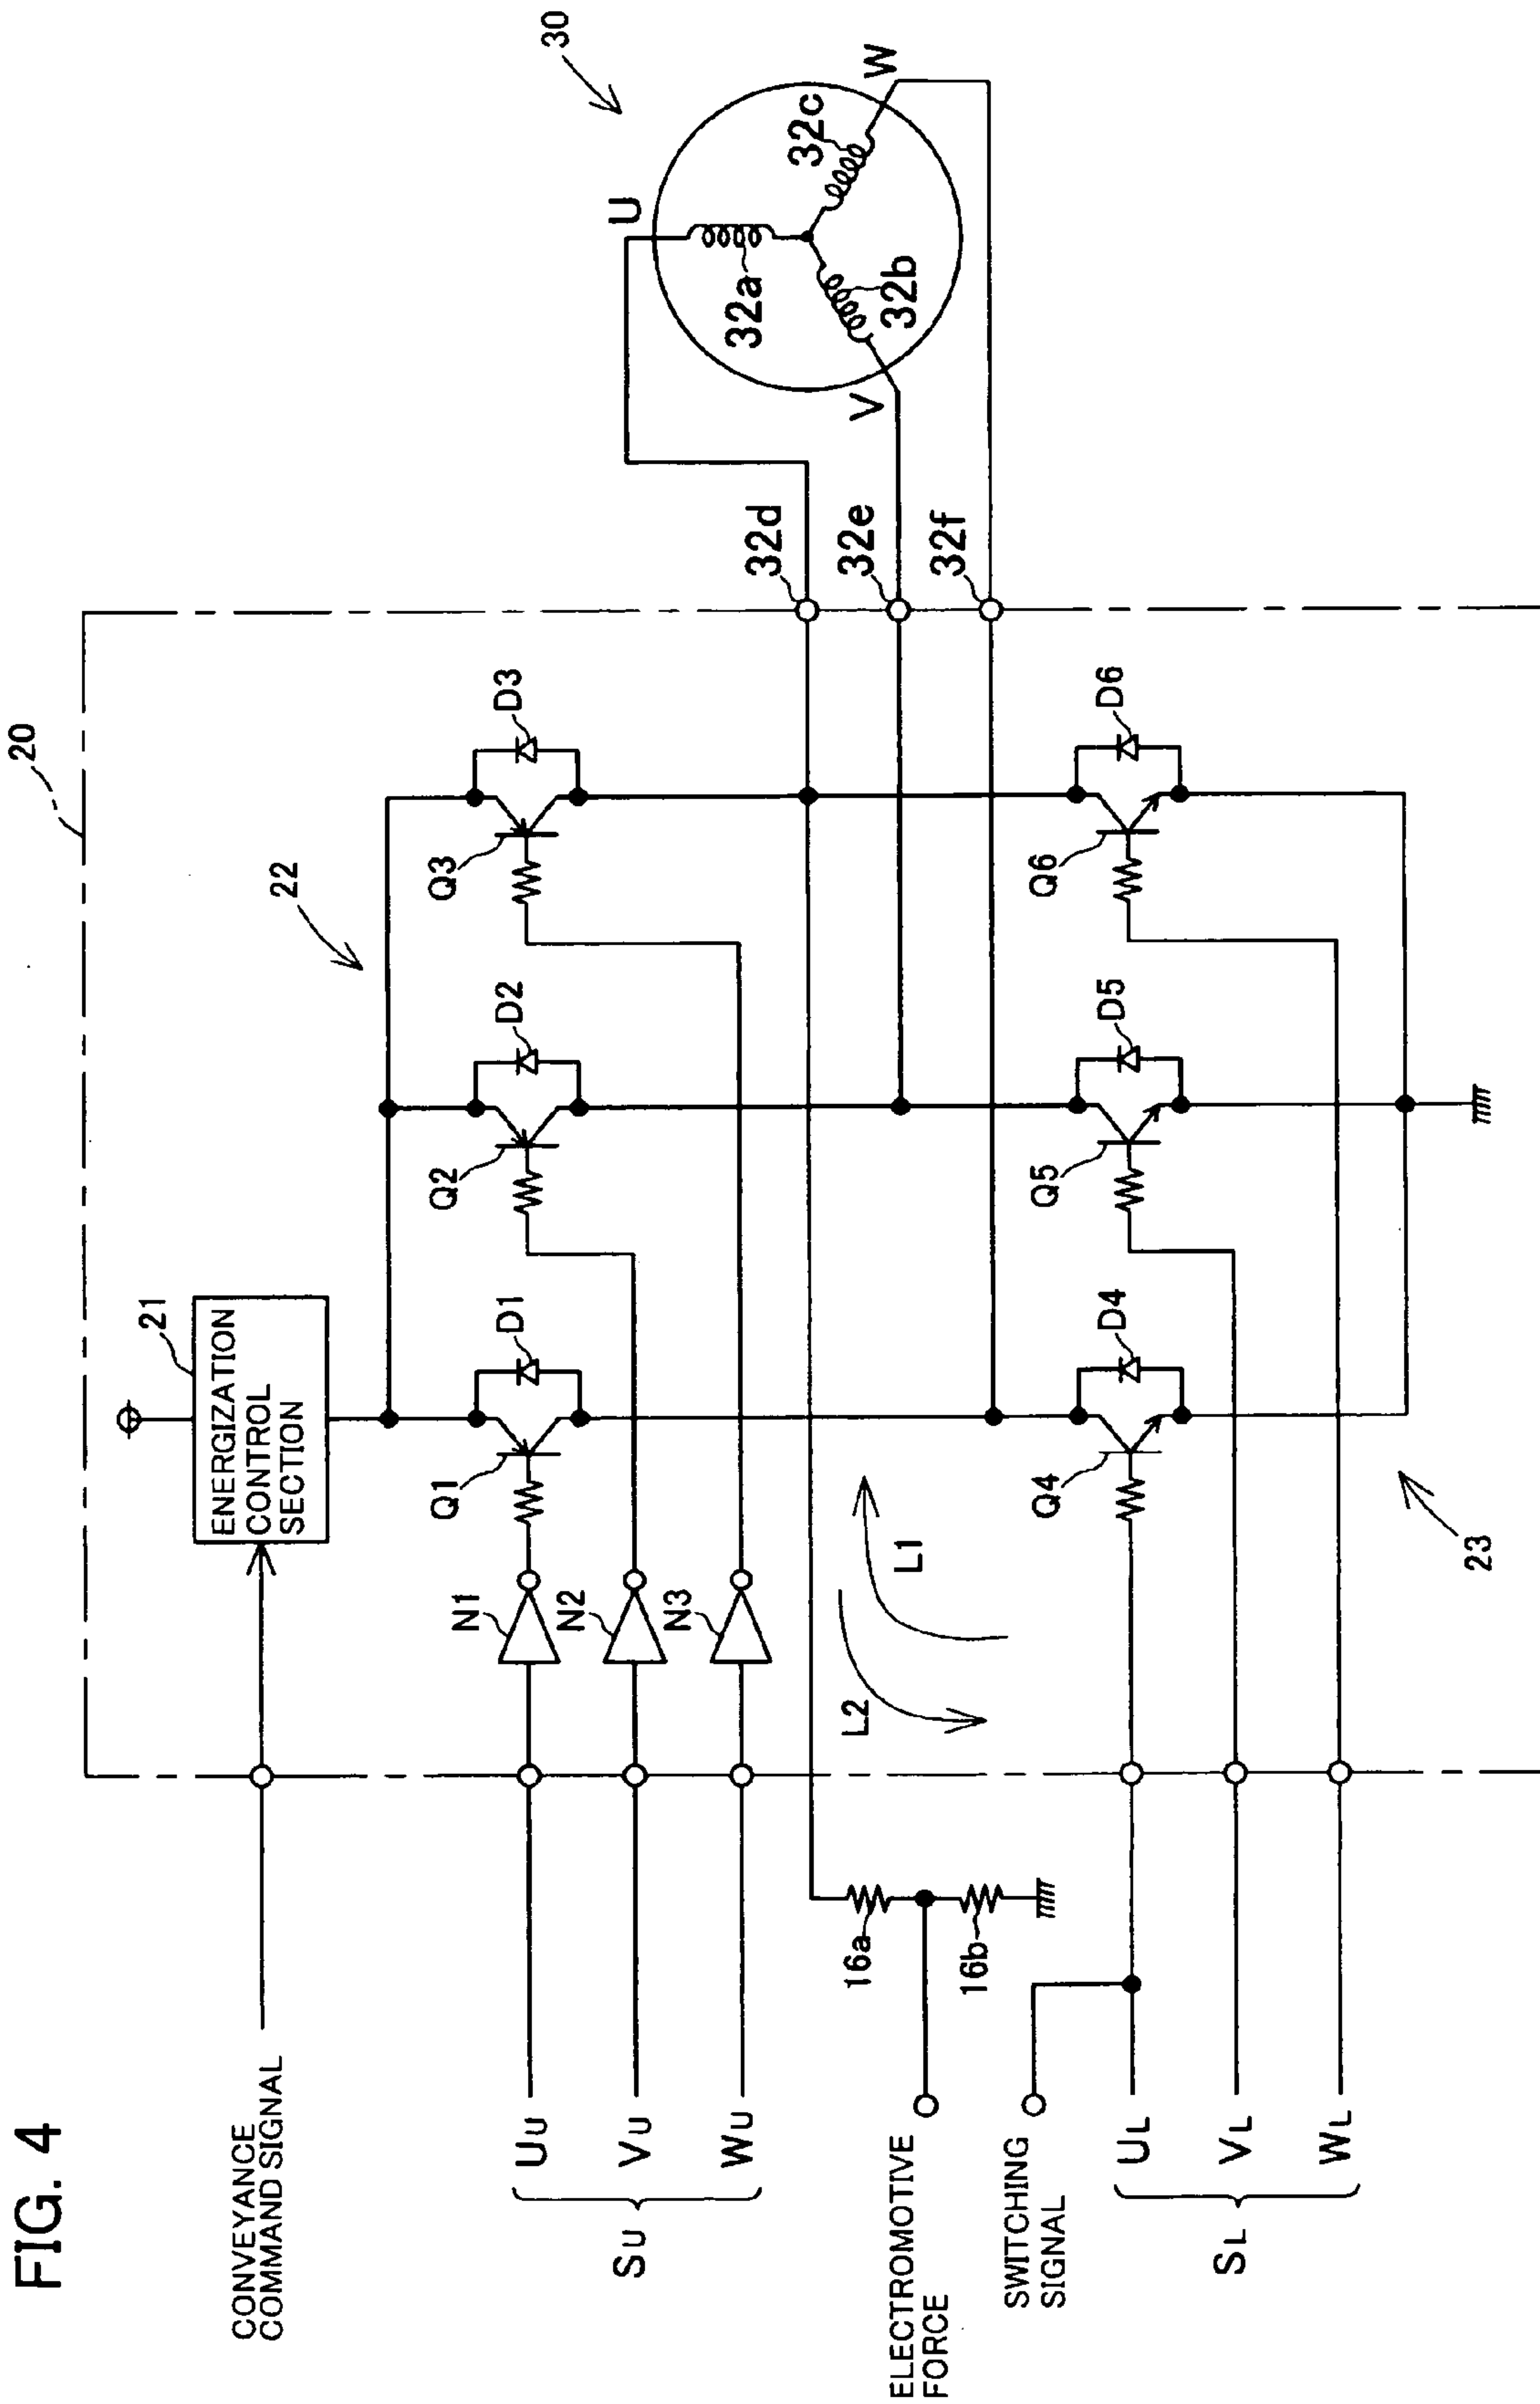 FIG. 4
20
30
21
ENERGIZATION
CONTROL
SECTION
CONVEYANCE
COMMAND SIGNAL
22
Q1
D1
Q2
D2
Q3
D3
N1
N2
N3
UU
VU
WU
SU
U
32a
32c
W
V
32b
32d
32e
32f
L2
L1
16a
16b
ELECTROMOTIVE
FORCE
SWITCHING
SIGNAL
Q4
D4
Q5
D5
Q6
D6
UL
VL
WL
SL
23